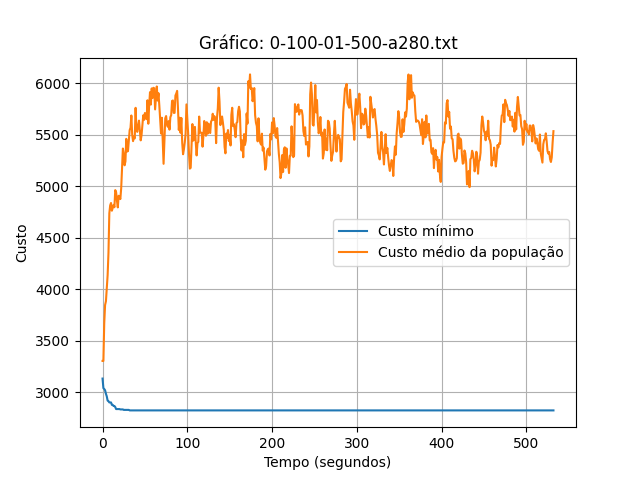 Gráfico: 0-100-01-500-a280.txt
6000
5500
5000
4500
4000
3500
3000
Custo
Custo mínimo
Custo médio da população
0
100
200
300
400
500
Tempo (segundos)